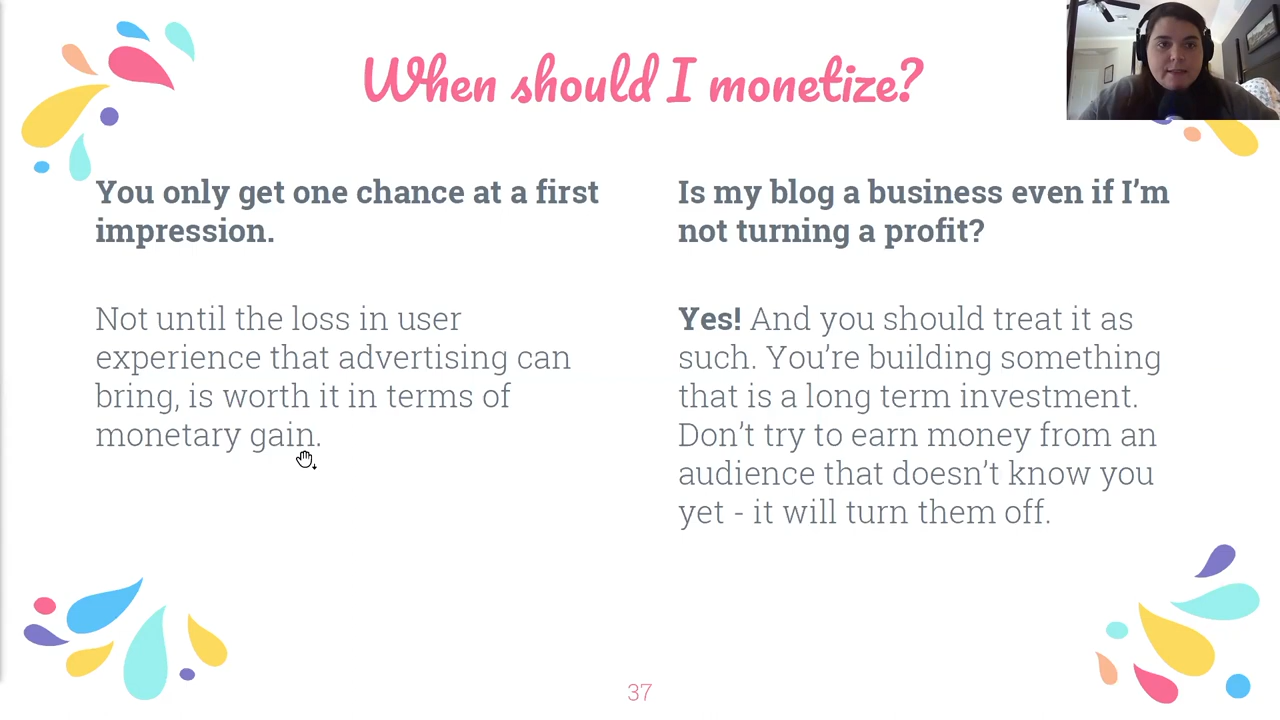 When should I monetize?
You only get one chance at a first
impression.
Not until the loss in user
experience that advertising can
bring, is worth it in terms of
monetary gain.
Is my blog a business even if I’m
not turning a profit?
Yes! And you should treat it as
such. You’re building something
that is a long term investment.
Don’t try to earn money from an
audience that doesn’t know you
yet - it will turn them off.
37